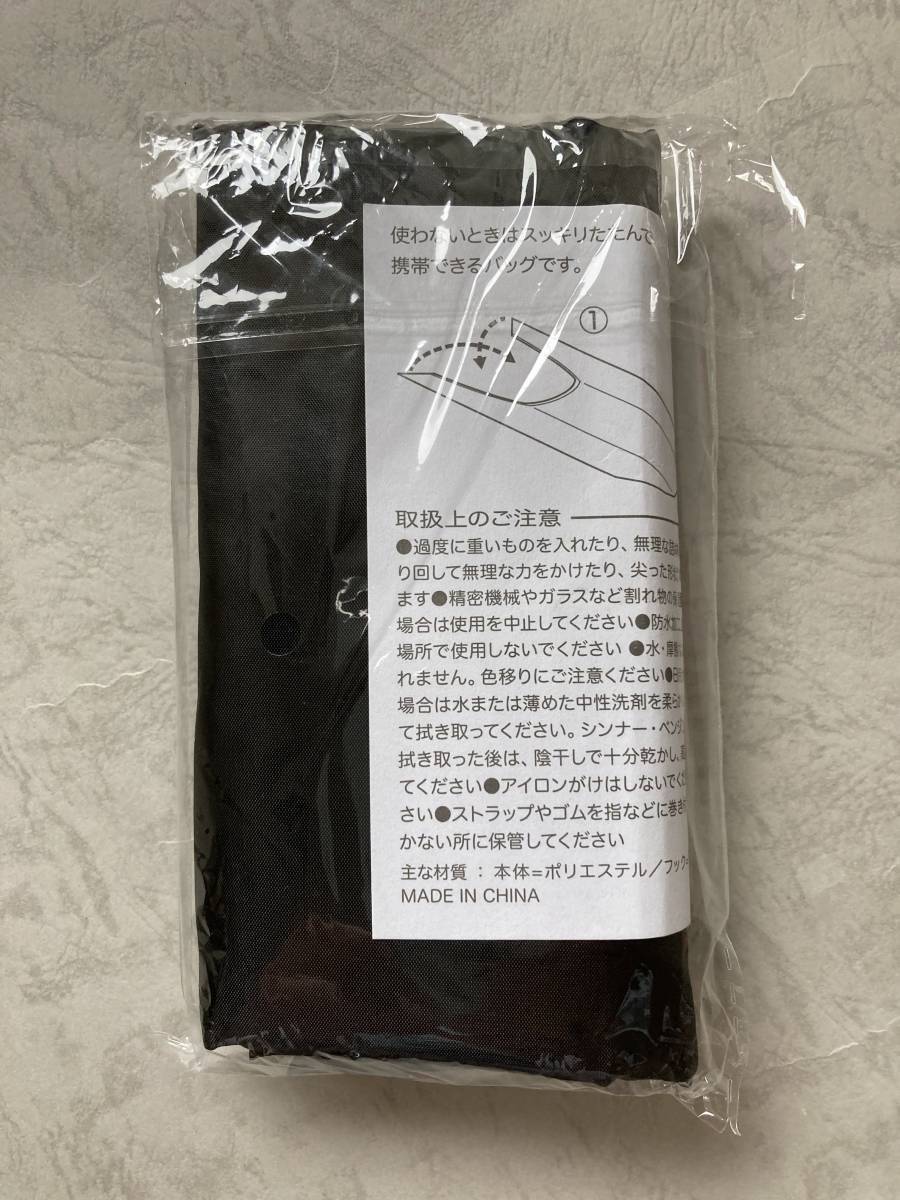 使わないときはスッキリたたんで
携帯できるバッグです。
①
取扱上のご注意
●過度に重いものを入れたり、無理な
り回して無理な力をかけたり、尖った形状
ます●精密機械やガラスなど割れ物の
場合は使用を中止してください●防水加工
場所で使用しないでください ●水・摩擦
れません。色移りにご注意ください●
場合は水または薄めた中性洗剤を柔らか
て拭き取ってください。シンナー・ベンジ
拭き取った後は、陰干しで十分乾かし、
てください●アイロンがけはしないでくだ
さい●ストラップやゴムを指などに巻き
かない所に保管してください
主な材質 : 本体=ポリエステル/フック=
MADE IN CHINA